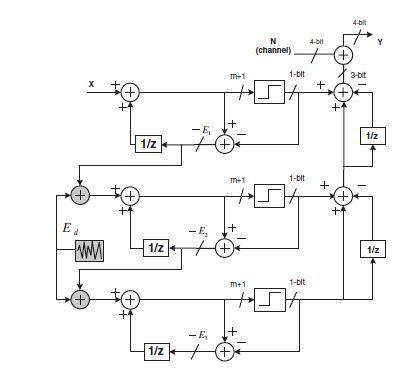 4-bit
N
(channel)
4-bit
Y
3-bit
X
+
+
m+1
1-bit
+
−
+
+
+
+
+
−
1/z
− E₁
+
1/z
+
+
+
m+1
1-bit
+
−
+
+
E d
+
+
−
1/z
− E₂
+
1/z
+
+
+
m+1
1-bit
+
+
−
1/z
− E₃
+